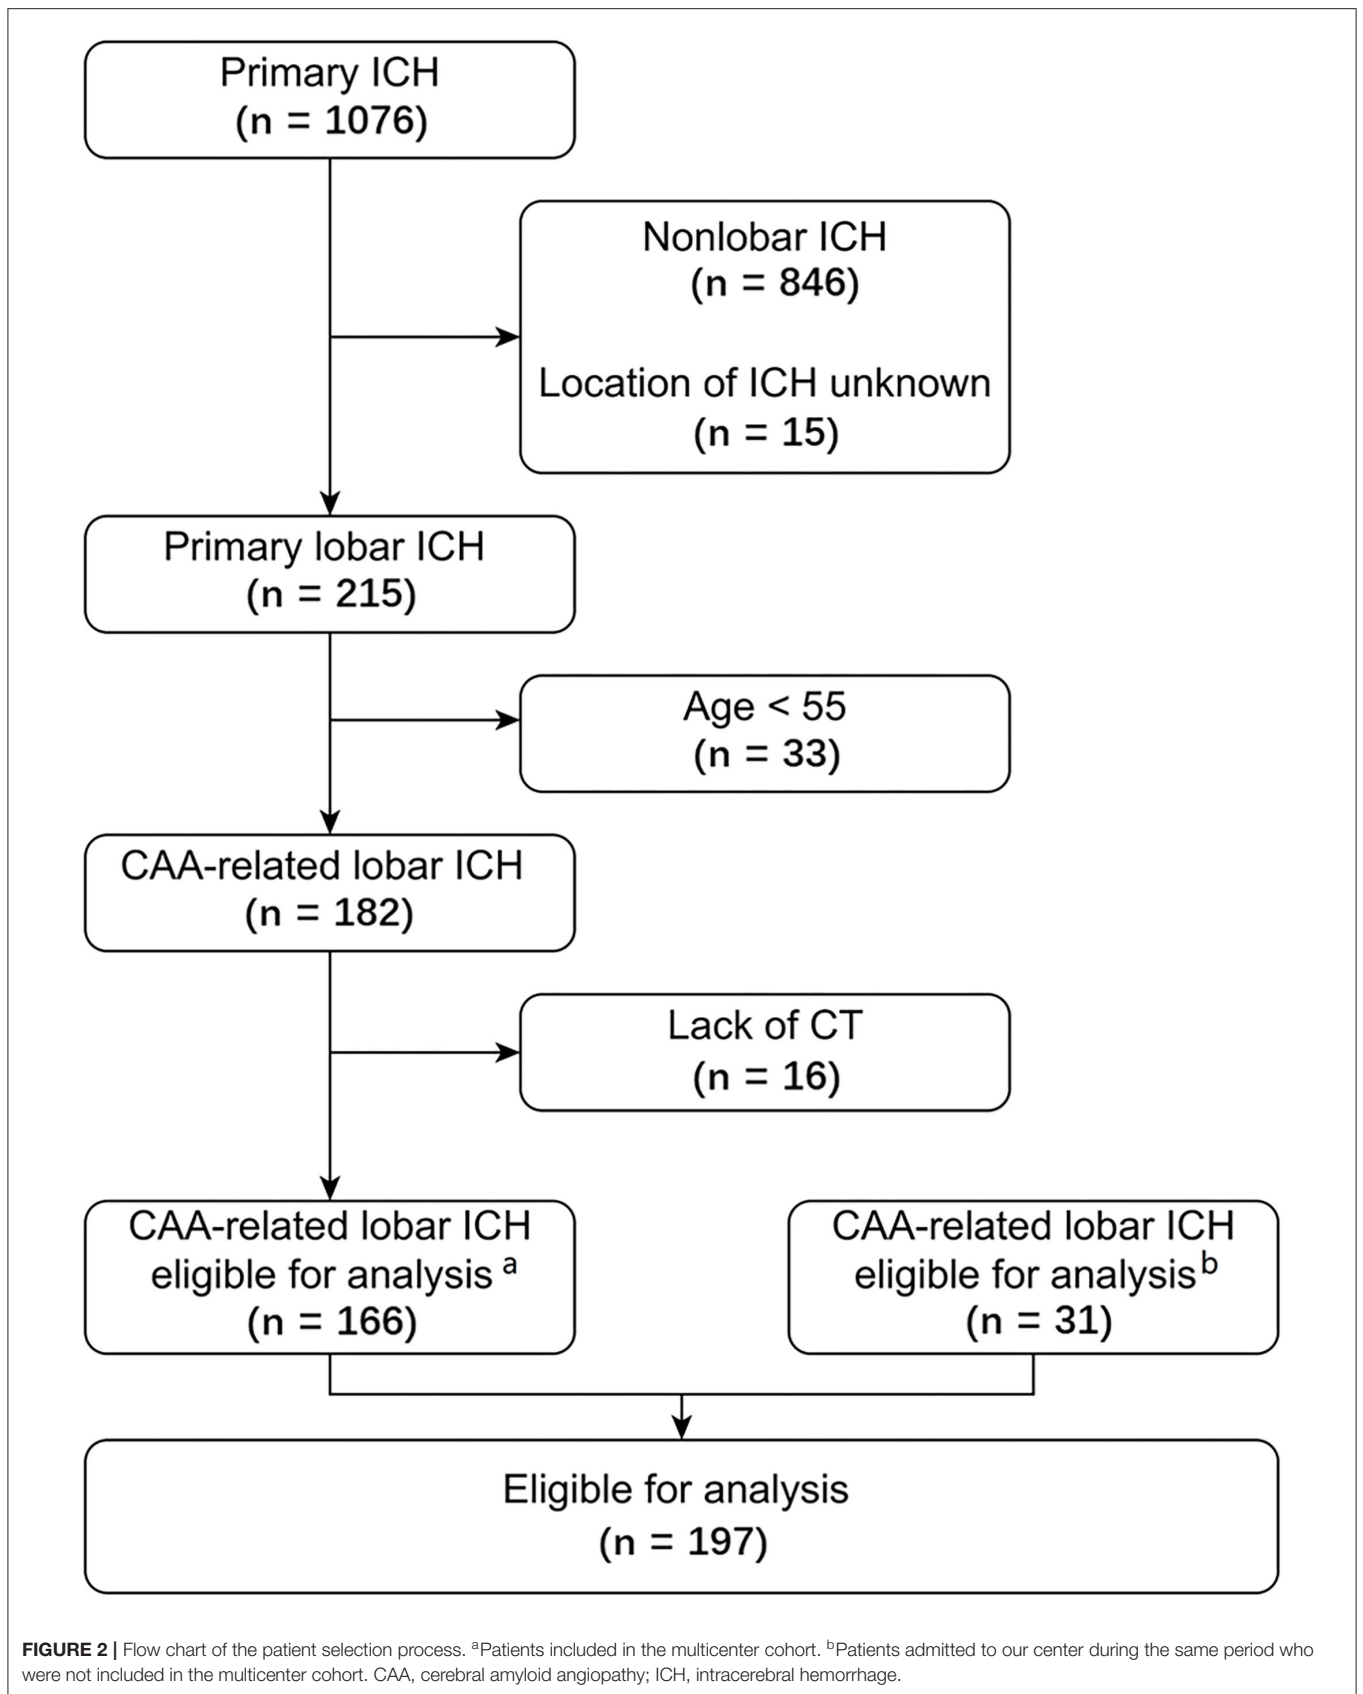 Primary ICH
(n = 1076)
Nonlobar ICH
(n = 846)
Location of ICH unknown
(n = 15)
Primary lobar ICH
(n = 215)
Age < 55
(n = 33)
CAA-related lobar ICH
(n = 182)
Lack of CT
(n = 16)
CAA-related lobar ICH
eligible for analysis a
(n = 166)
CAA-related lobar ICH
eligible for analysis b
(n = 31)
Eligible for analysis
(n = 197)
FIGURE 2 | Flow chart of the patient selection process. aPatients included in the multicenter cohort. bPatients admitted to our center during the same period who
were not included in the multicenter cohort. CAA, cerebral amyloid angiopathy; ICH, intracerebral hemorrhage.